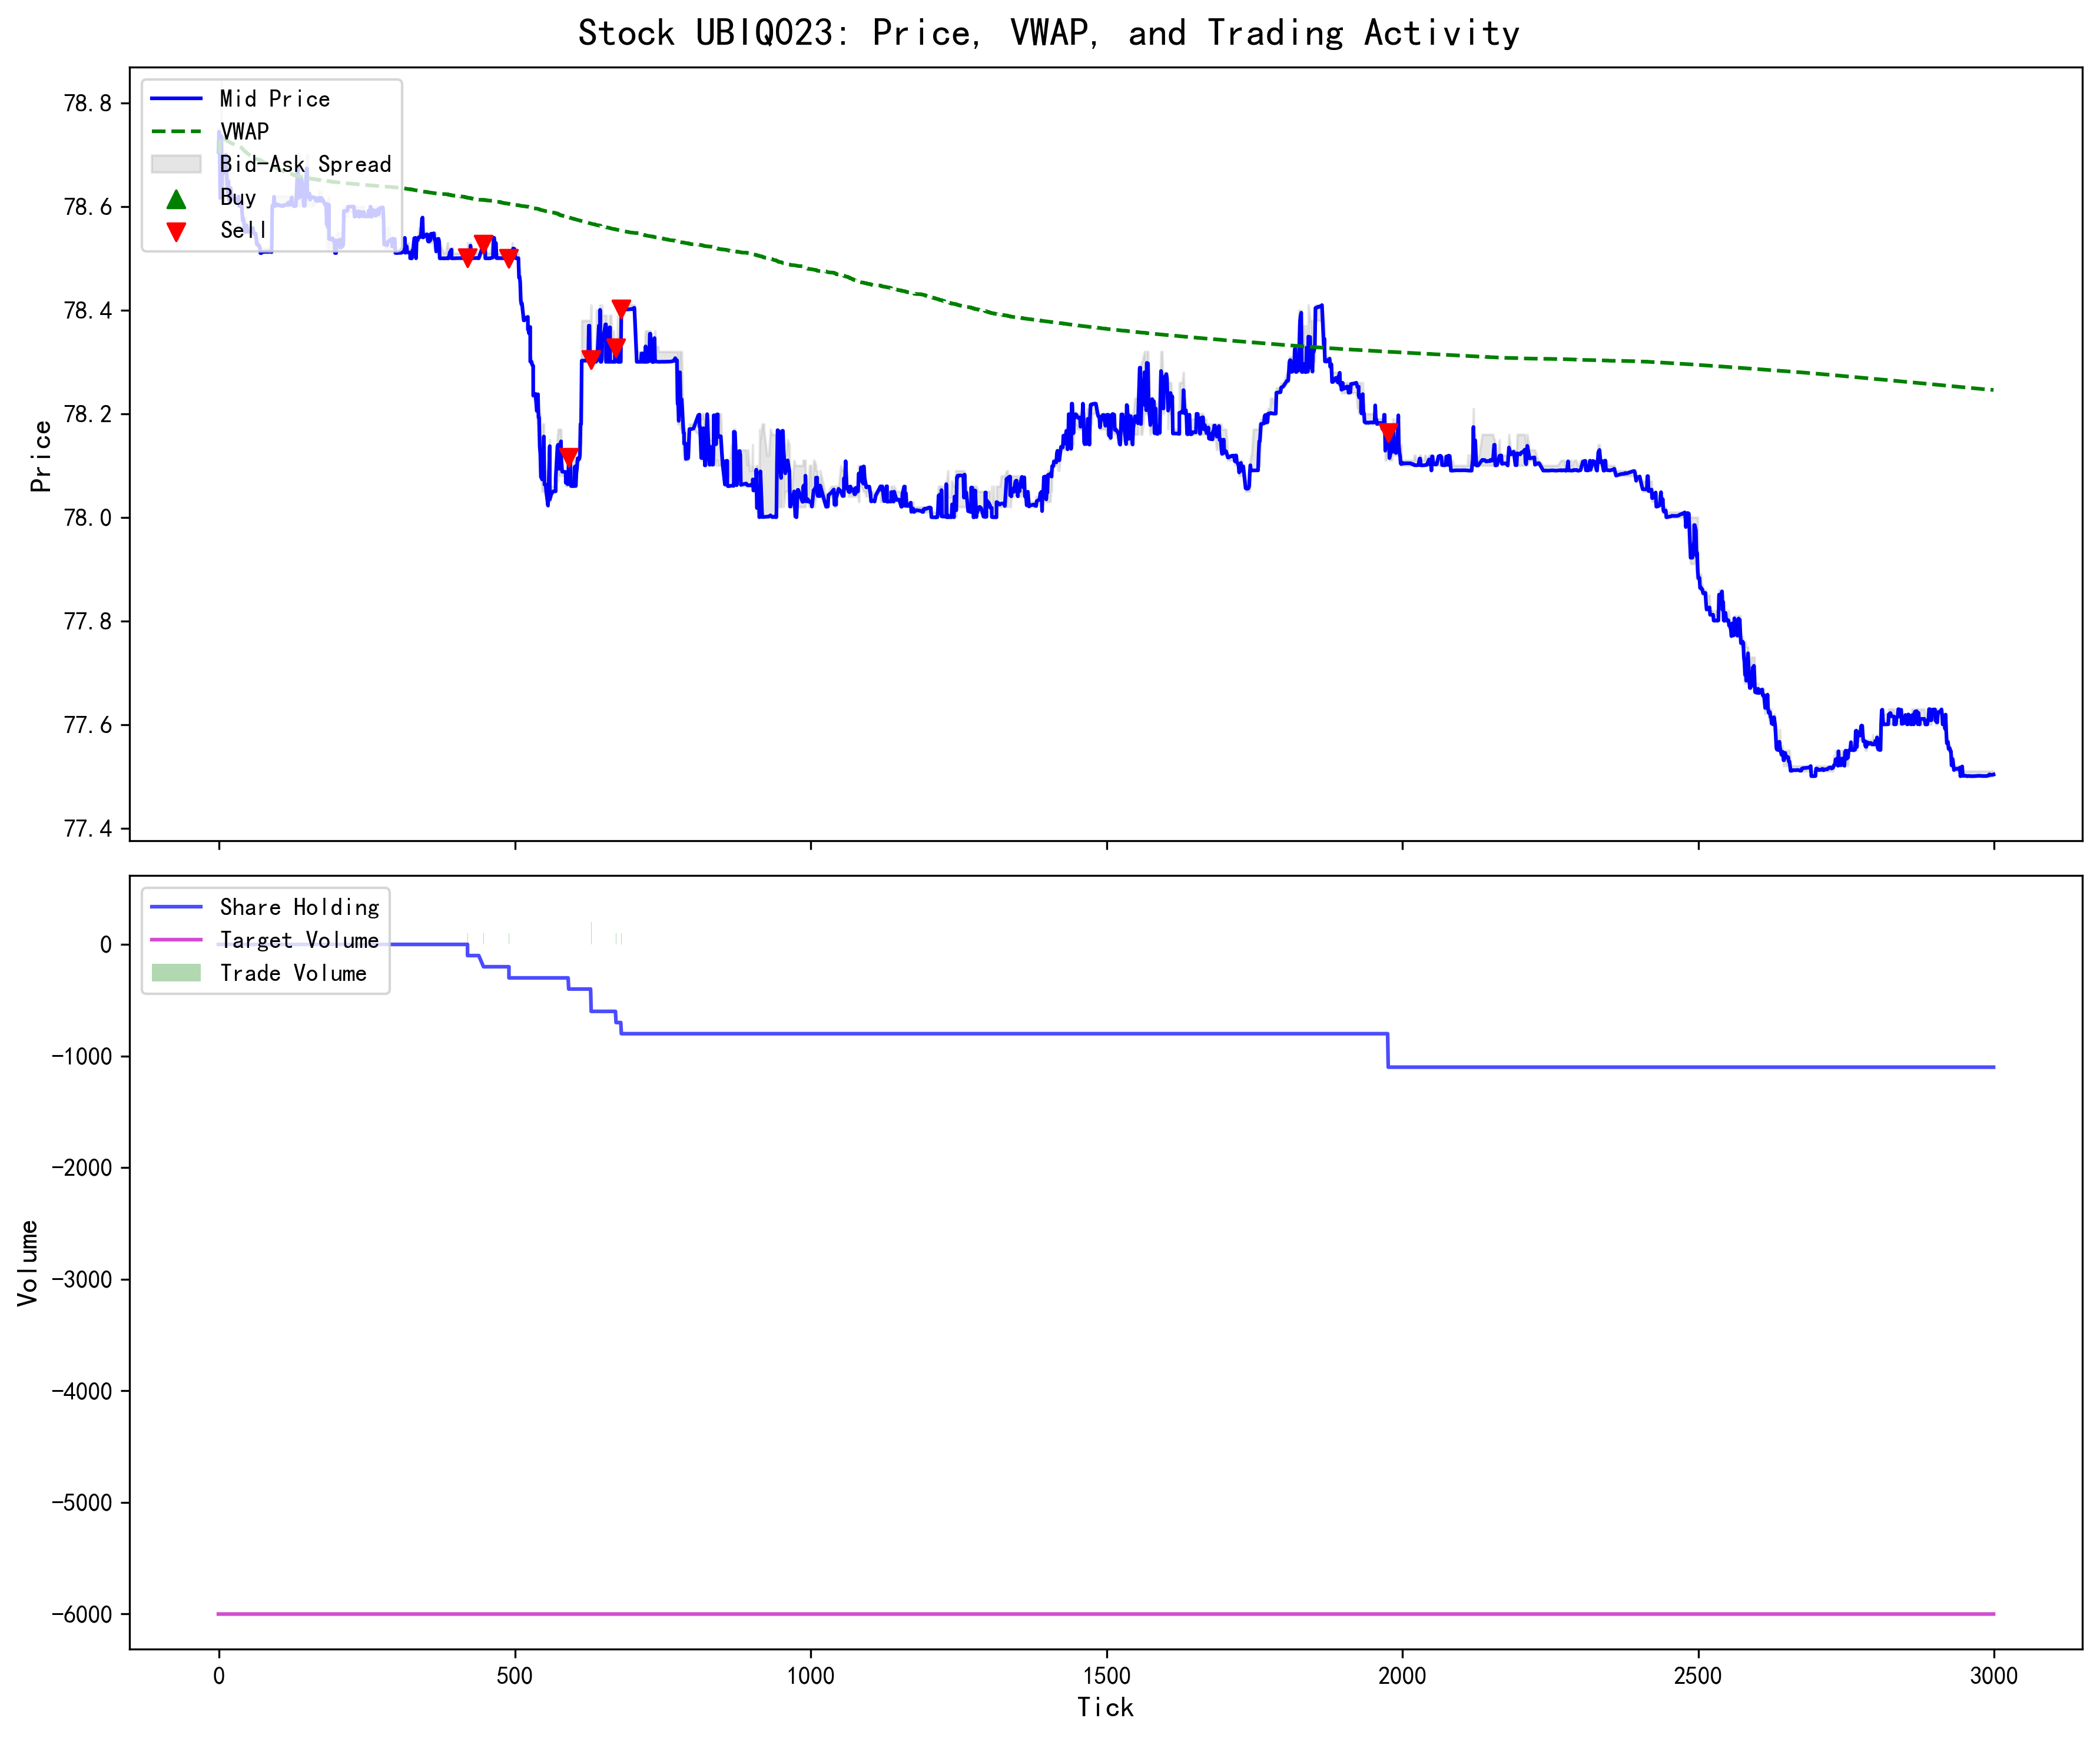 Stock UBIQ023: Price, VWAP, and Trading Activity
Mid Price
VWAP
Bid-Ask Spread
Buy
Sell
Price
78.8
78.6
78.4
78.2
78.0
77.8
77.6
77.4
Share Holding
Target Volume
Trade Volume
Volume
0
−1000
−2000
−3000
−4000
−5000
−6000
0 500 1000 1500 2000 2500 3000
Tick